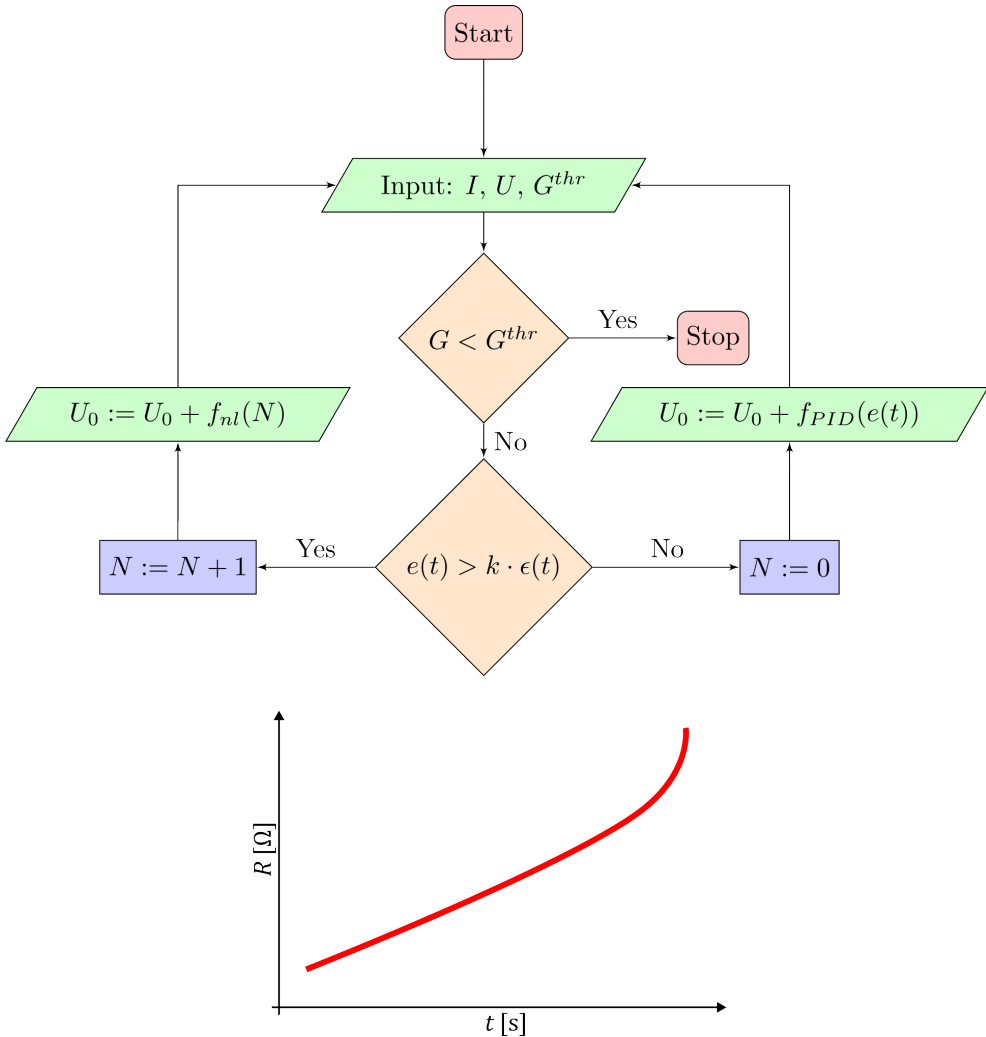 Start
Input: I, U, G^{thr}
G < G^{thr}
Yes
Stop
U_0 := U_0 + f_{nl}(N)
U_0 := U_0 + f_{PID}(e(t))
No
N := N + 1
Yes
e(t) > k · ϵ(t)
No
N := 0
R [Ω]
t [s]